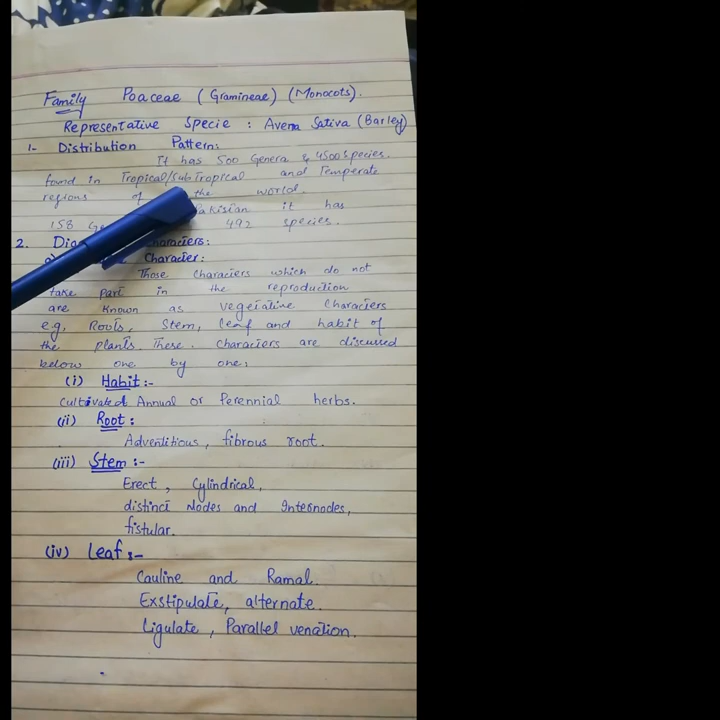 Family Poaceae (Gramineae) (Monocots).
Representative Specie : Avena Sativa (Barley)
1- Distribution Pattern:
It has 500 Genera & 4500 Species.
found in Tropical/SubTropical and Temperate
regions of the world.
Pakistan it has
158 492 species.
2. Characters:
Character:
Those Characters which do not
take part in the reproduction
are known as vegetative Characters
e.g, Roots, Stem, leaf and habit of
the plants. These. Characters are discussed
below one by one:
(i) Habit:-
Cultivated Annual or Perennial herbs.
(ii) Root:
Adventitious, fibrous root.
(iii) Stem:-
Erect, Cylindrical,
distinct Nodes and Internodes,
fistular.
(iv) Leaf:-
Cauline and Ramal.
Exstipulate, alternate.
Ligulate, Parallel venation.